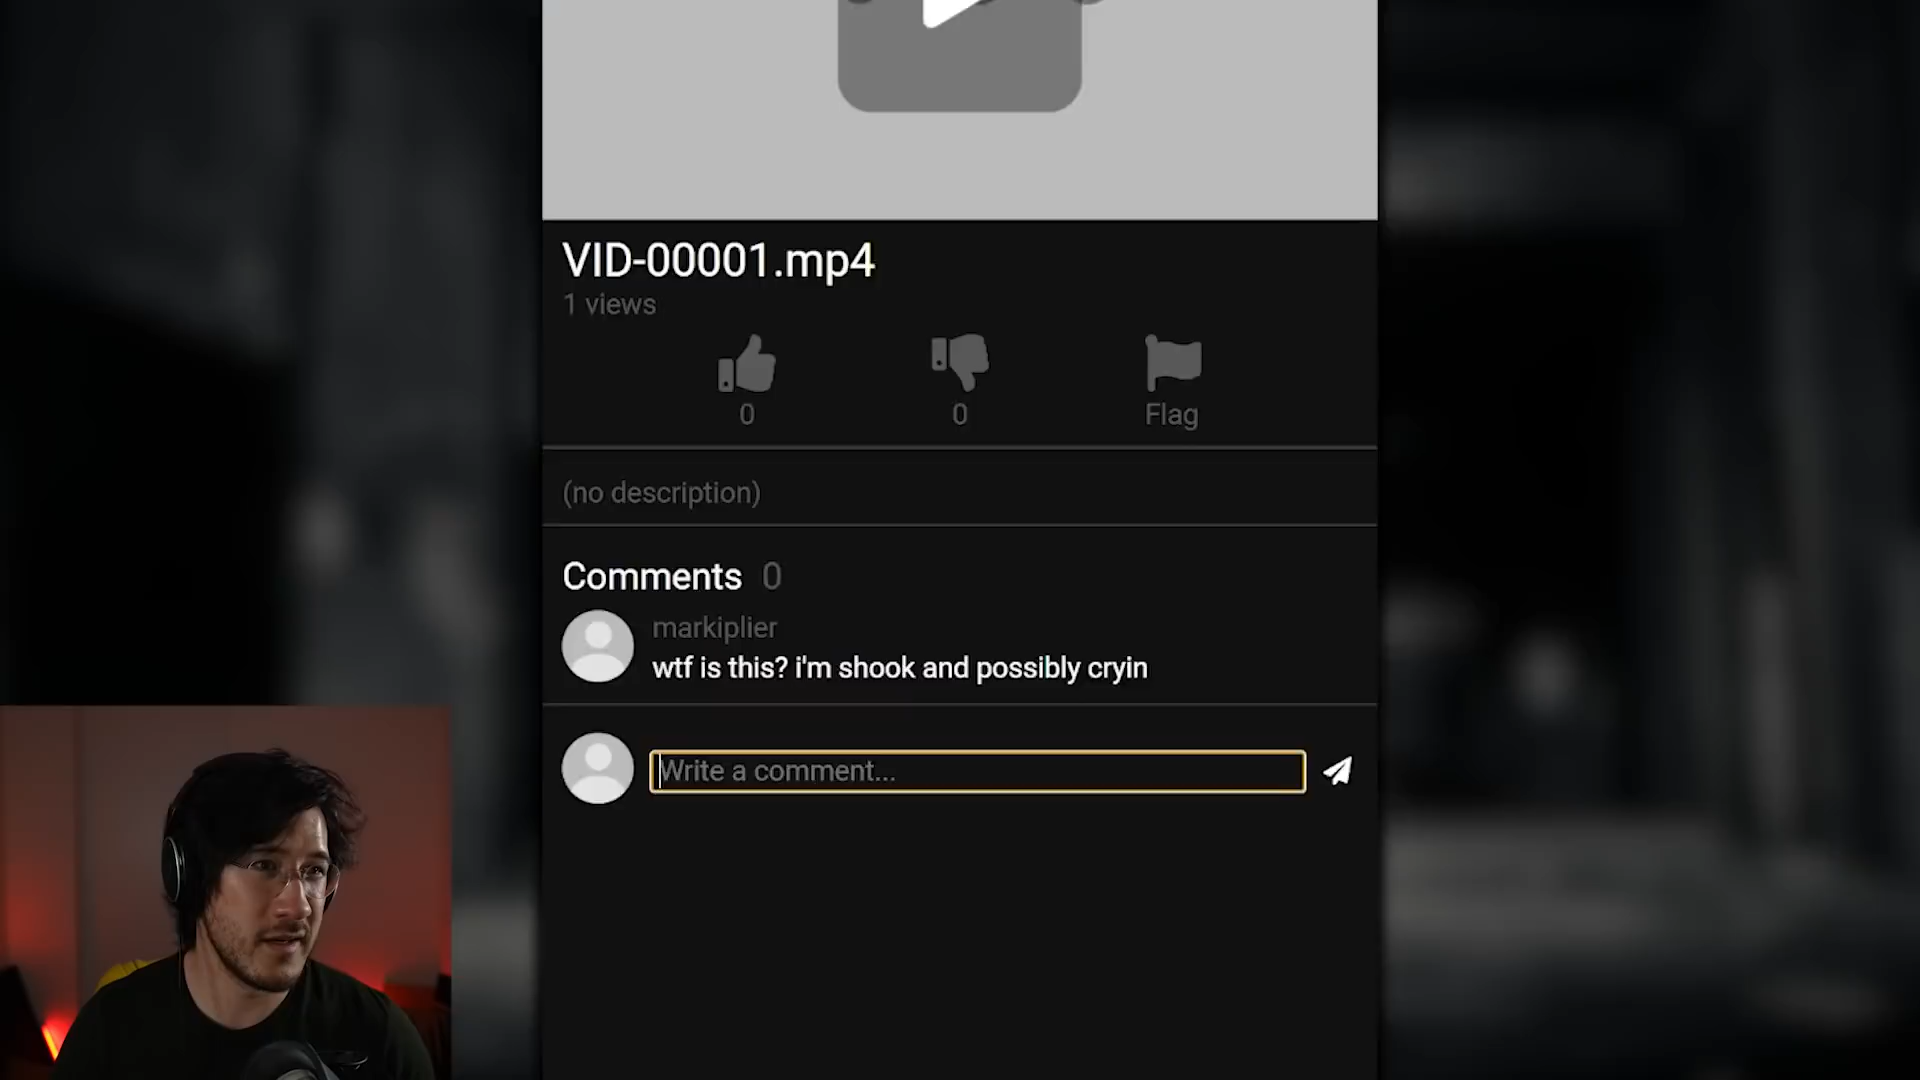 VID-00001.mp4
1 views
0
0
Flag
(no description)
Comments 0
markiplier
wtf is this? i'm shook and possibly cryin
Write a comment...